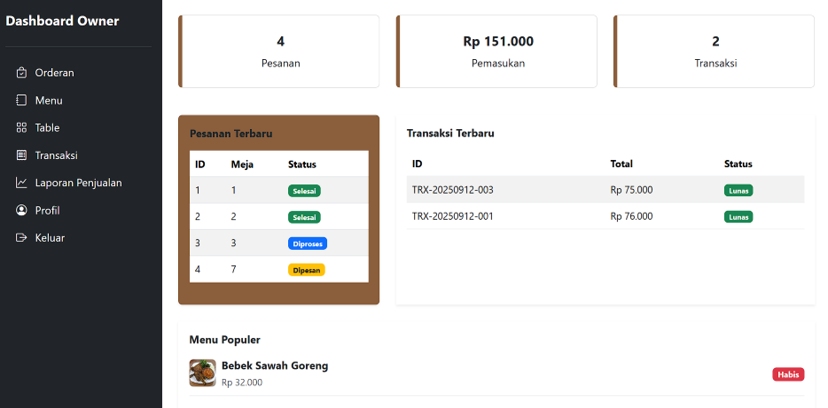 Dashboard Owner
Orderan
Menu
Table
Transaksi
Laporan Penjualan
Profil
Keluar
4
Pesanan
Rp 151.000
Pemasukan
2
Transaksi
Pesanan Terbaru
ID Meja Status
1 1 Selesai
2 2 Selesai
3 3 Diproses
4 7 Dipesan
Transaksi Terbaru
ID Total Status
TRX-20250912-003 Rp 75.000 Lunas
TRX-20250912-001 Rp 76.000 Lunas
Menu Populer
Bebek Sawah Goreng
Rp 32.000
Habis